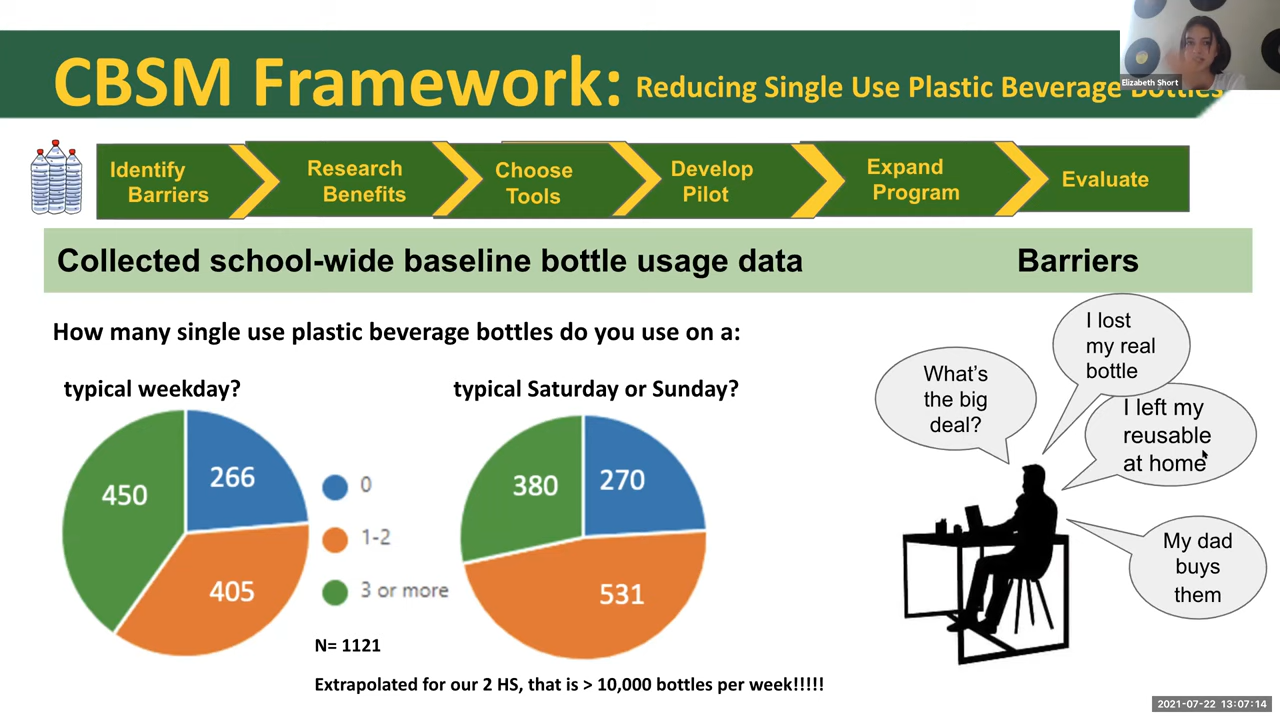 CBSM Framework: Reducing Single Use Plastic Beverage Bottles
Elizabeth Short
Identify
Barriers
Research
Benefits
Choose
Tools
Develop
Pilot
Expand
Program
Evaluate
Collected school-wide baseline bottle usage data
Barriers
How many single use plastic beverage bottles do you use on a:
typical weekday?
typical Saturday or Sunday?
450
266
405
0
1-2
3 or more
380
270
531
N= 1121
Extrapolated for our 2 HS, that is > 10,000 bottles per week!!!!!
What's
the big
deal?
I lost
my real
bottle
I left my
reusable
at home
My dad
buys
them
2021-07-22 13:07:14